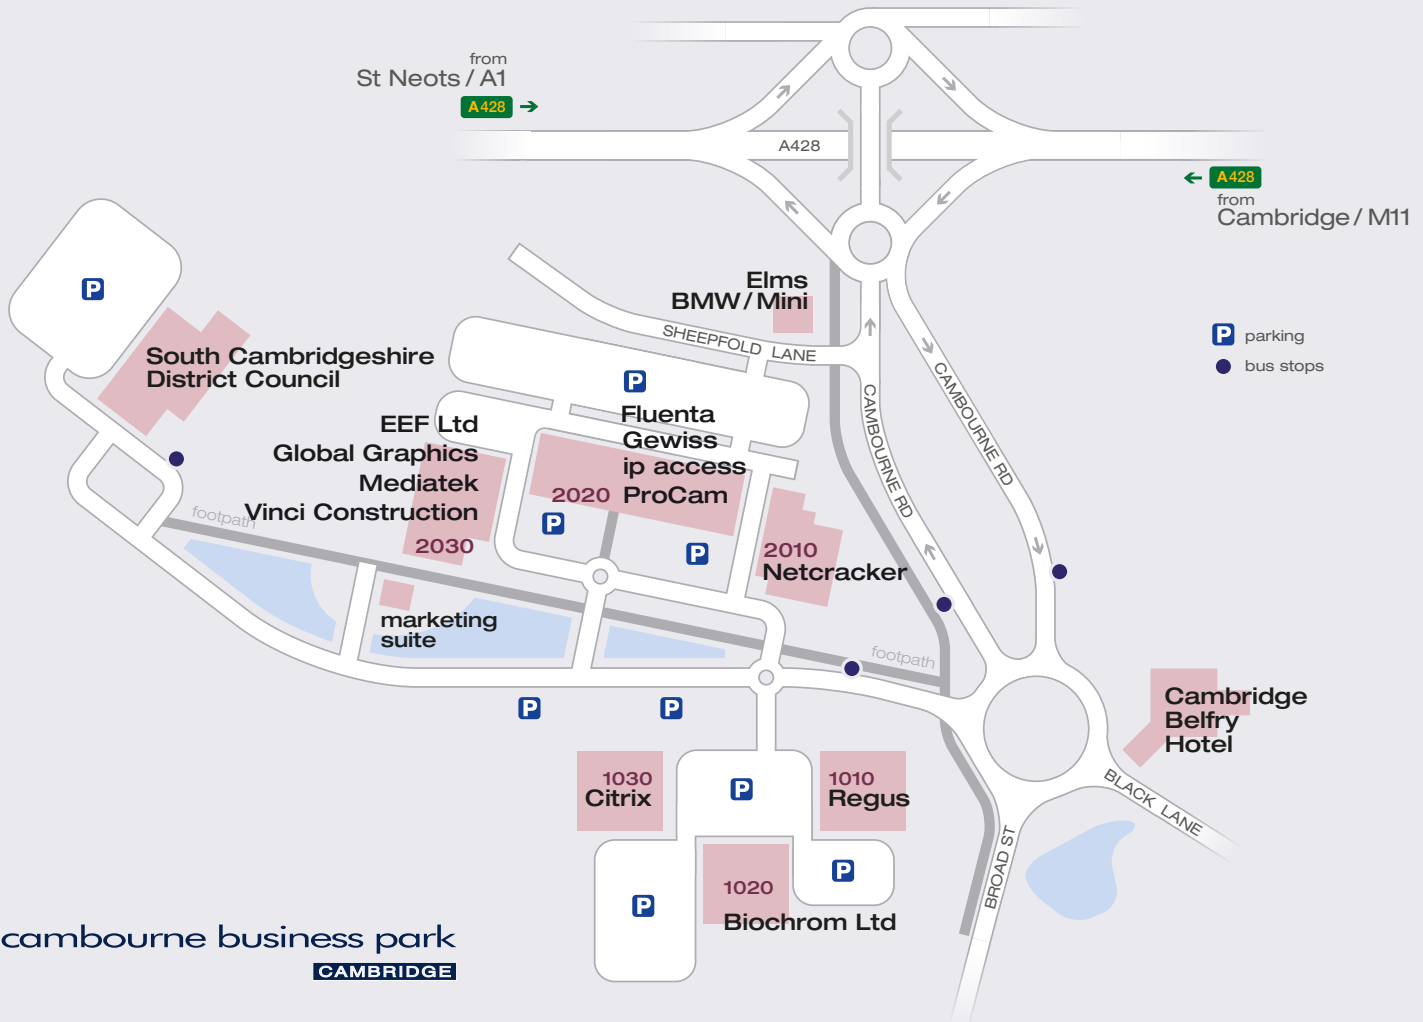 from
St Neots / A1
A428
A428
A428
from
Cambridge / M11
P
Elms
BMW / Mini
SHEEPFOLD LANE
P parking
bus stops
South Cambridgeshire
District Council
P
CAMBOURNE RD
CAMBOURNE RD
EEF Ltd
Global Graphics
Mediatek
Vinci Construction
2030
Fluenta
Gewiss
ip access
ProCam
2020
P
P
2010
Netcracker
footpath
marketing
suite
footpath
P
P
Cambridge
Belfry
Hotel
BLACK LANE
BROAD ST
1030
Citrix
P
1010
Regus
P
P
1020
Biochrom Ltd
cambourne business park
CAMBRIDGE